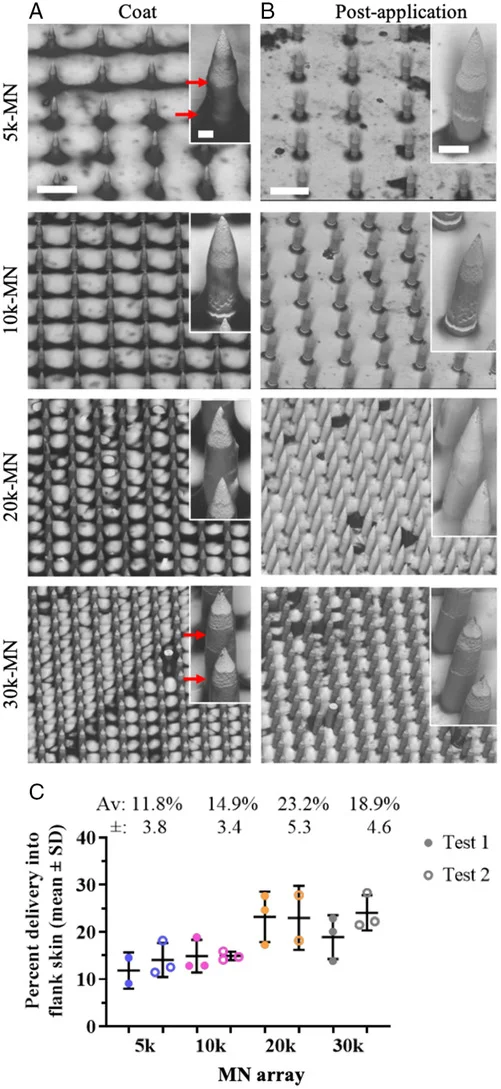 A Coat
B Post-application
5k-MN
10k-MN
20k-MN
30k-MN
C
Av: 11.8% 14.9% 23.2% 18.9%
±: 3.8 3.4 5.3 4.6
Percent delivery into
flank skin (mean ± SD)
40
30
20
10
0
5k 10k 20k 30k
MN array
Test 1
Test 2